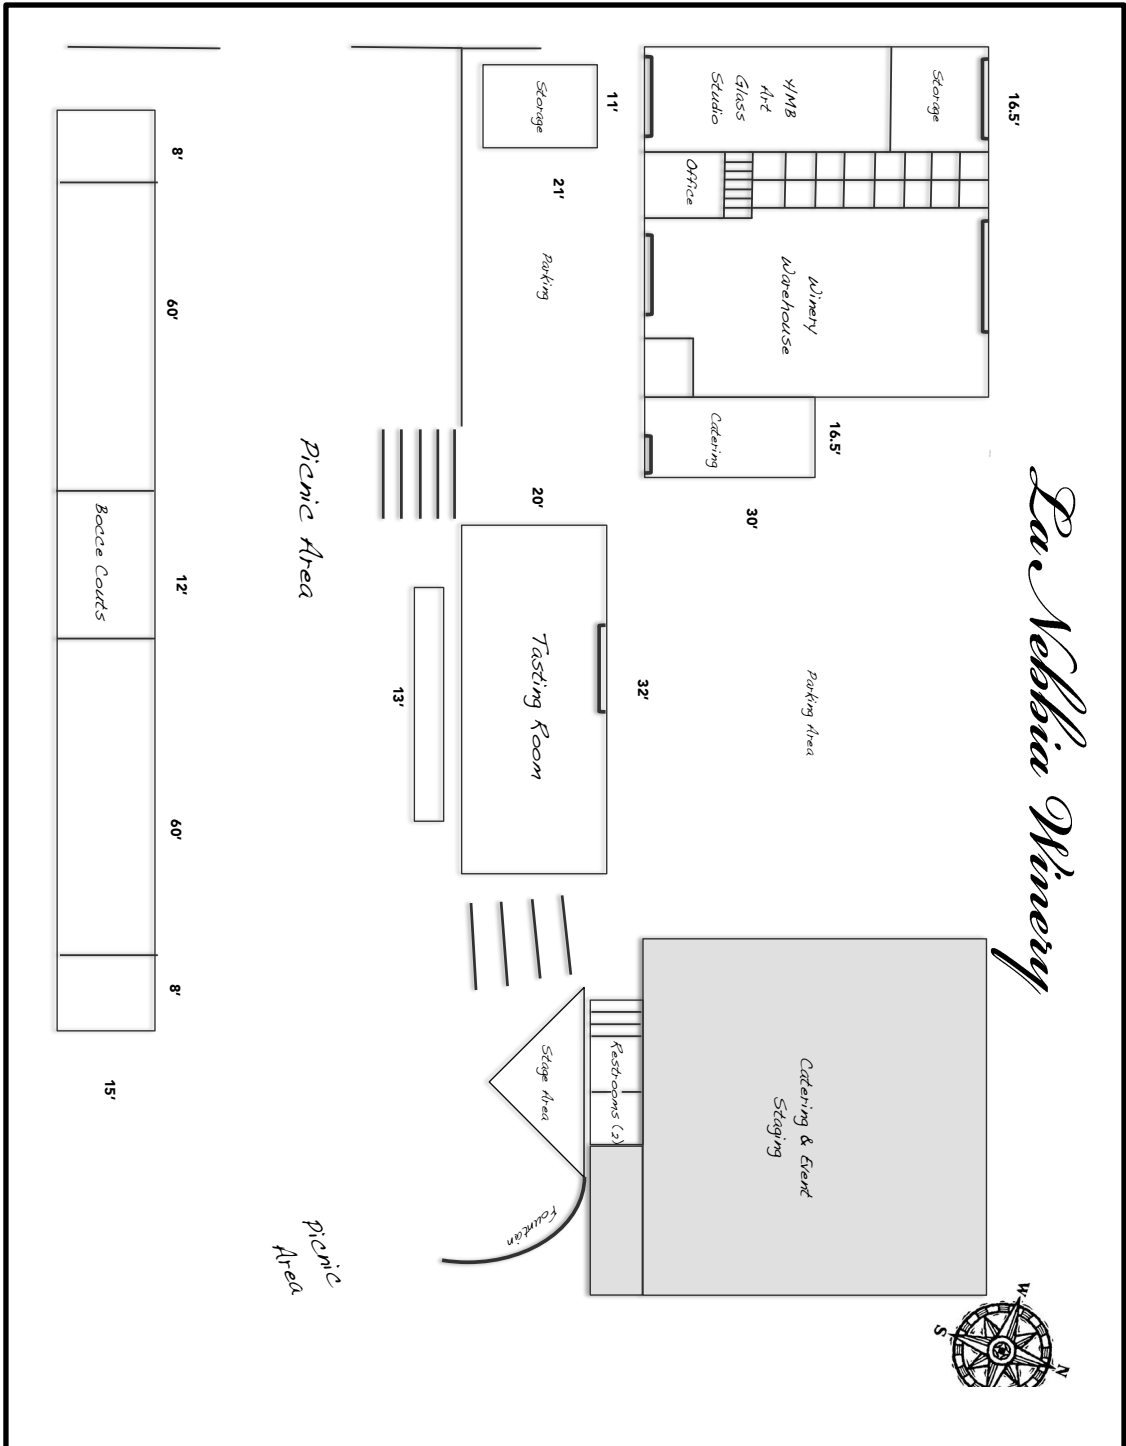 La Nebbia Winery
N
W
S
16.5'
Storage
HMB
Art
Glass
Studio
Office
Winery
Warehouse
16.5'
Catering
30'
Parking Area
Catering & Event
Staging
11'
Storage
21'
Parking
20'
32'
Tasting Room
13'
Restrooms (2)
Stage Area
Fountain
Picnic Area
Picnic
Area
8'
60'
12'
60'
8'
Bocce Couts
15'